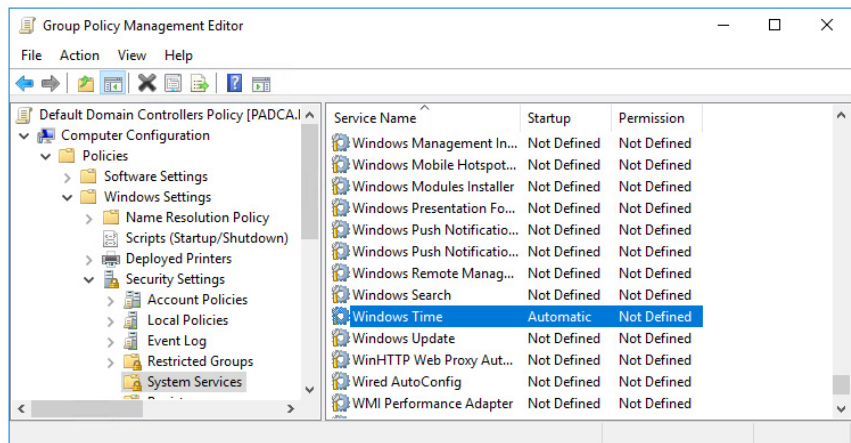 Group Policy Management Editor
File Action View Help
Default Domain Controllers Policy [PADCA.
Computer Configuration
Policies
Software Settings
Windows Settings
Name Resolution Policy
Scripts (Startup/Shutdown)
Deployed Printers
Security Settings
Account Policies
Local Policies
Event Log
Restricted Groups
System Services
Service Name Startup Permission
Windows Management In... Not Defined Not Defined
Windows Mobile Hotspot... Not Defined Not Defined
Windows Modules Installer Not Defined Not Defined
Windows Presentation Fo... Not Defined Not Defined
Windows Push Notificatio... Not Defined Not Defined
Windows Push Notificatio... Not Defined Not Defined
Windows Remote Manag... Not Defined Not Defined
Windows Search Not Defined Not Defined
Windows Time Automatic Not Defined
Windows Update Not Defined Not Defined
WinHTTP Web Proxy Aut... Not Defined Not Defined
Wired AutoConfig Not Defined Not Defined
WMI Performance Adapter Not Defined Not Defined